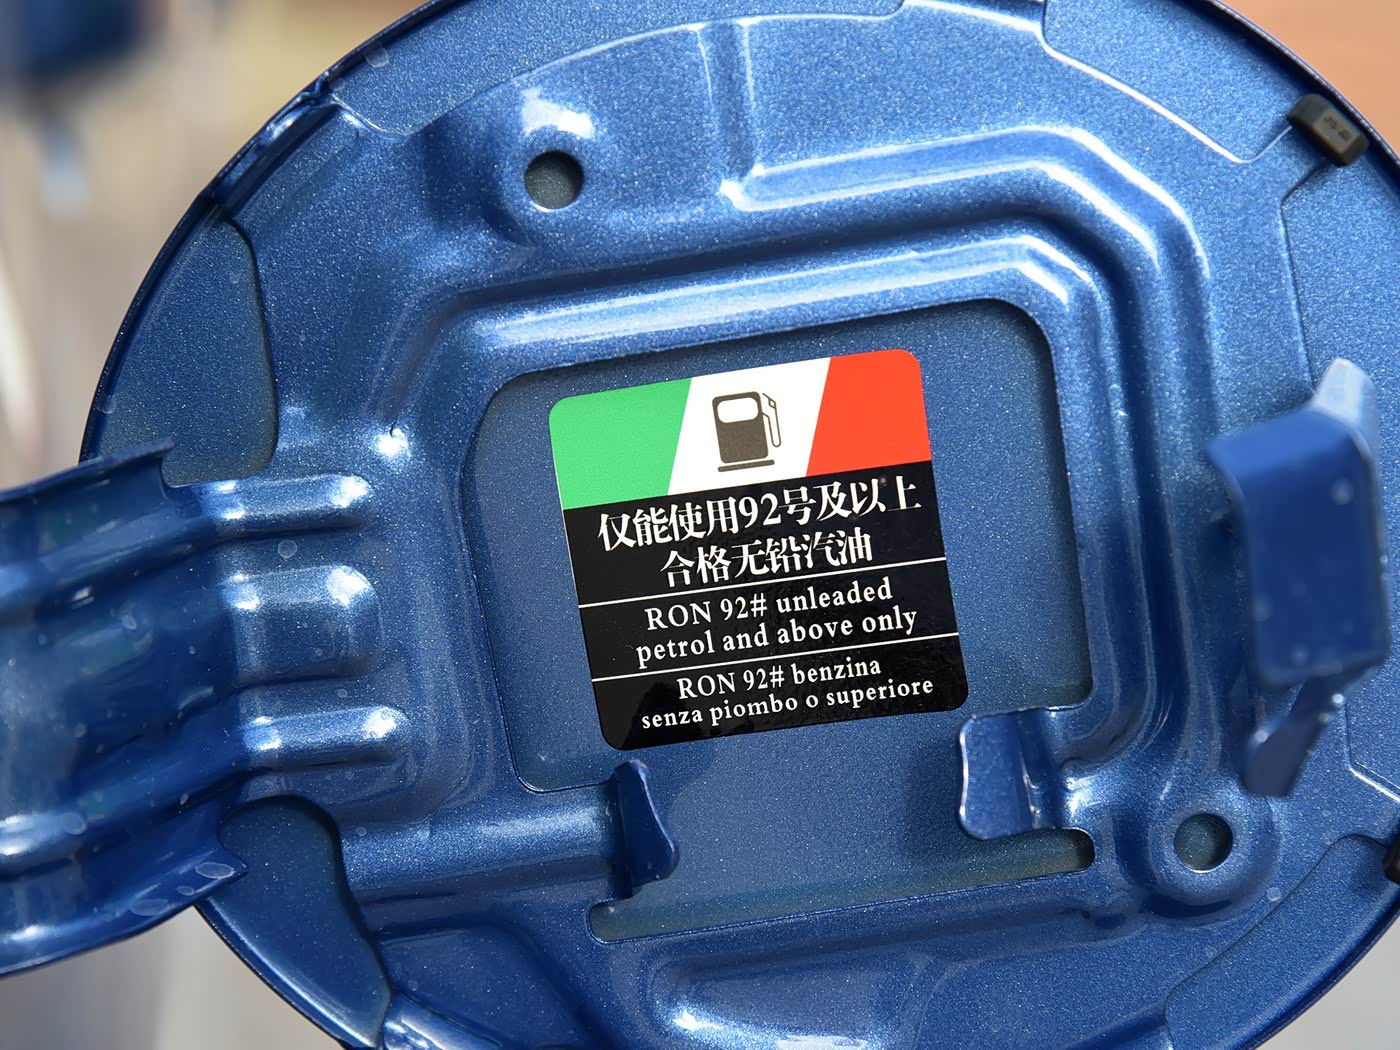 仅能使用92号及以上
合格无铅汽油
RON 92# unleaded
petrol and above only
RON 92# benzina
senza piombo o superiore